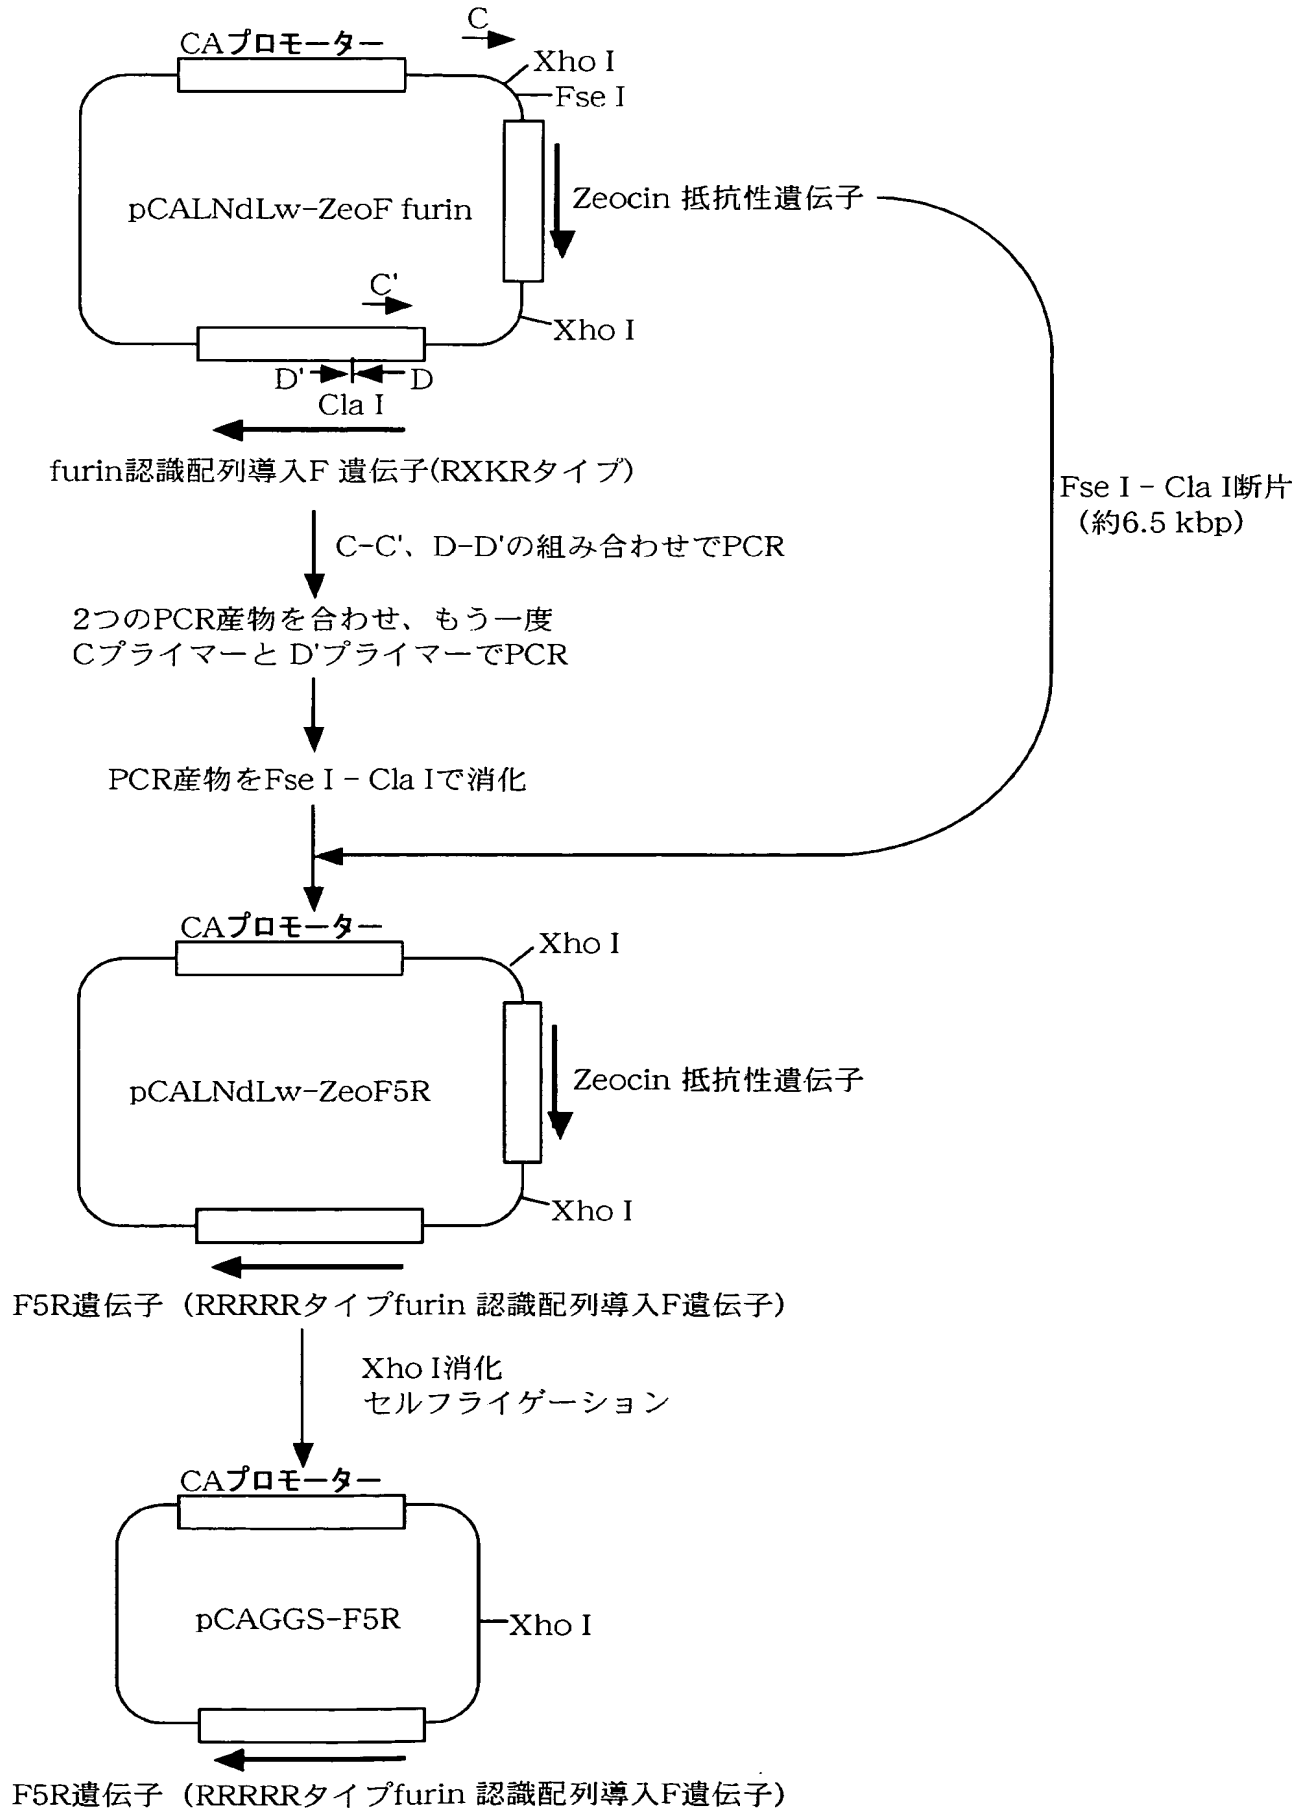 C
CAプロモーター
Xho I
Fse I
pCALNdLw-ZeoF furin
Zeocin 抵抗性遺伝子
C'
Xho I
D'
D
Cla I
furin認識配列導入F 遺伝子(RXKRタイプ)
Fse I - Cla I断片
(約6.5 kbp)
C-C'、D-D'の組み合わせでPCR
2つのPCR産物を合わせ、もう一度
Cプライマーと D'プライマーでPCR
PCR産物をFse I - Cla Iで消化
CAプロモーター
Xho I
pCALNdLw-ZeoF5R
Zeocin 抵抗性遺伝子
Xho I
F5R遺伝子 (RRRRRタイプfurin 認識配列導入F遺伝子)
Xho I消化
セルフライゲーション
CAプロモーター
pCAGGS-F5R
Xho I
F5R遺伝子 (RRRRRタイプfurin 認識配列導入F遺伝子)